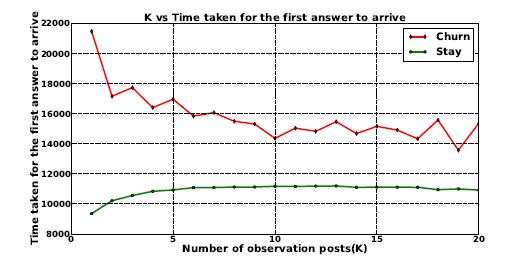 K vs Time taken for the first answer to arrive
Time taken for the first answer to arrive
22000
20000
18000
16000
14000
12000
10000
8000
Churn
Stay
0
5
10
15
20
Number of observation posts(K)